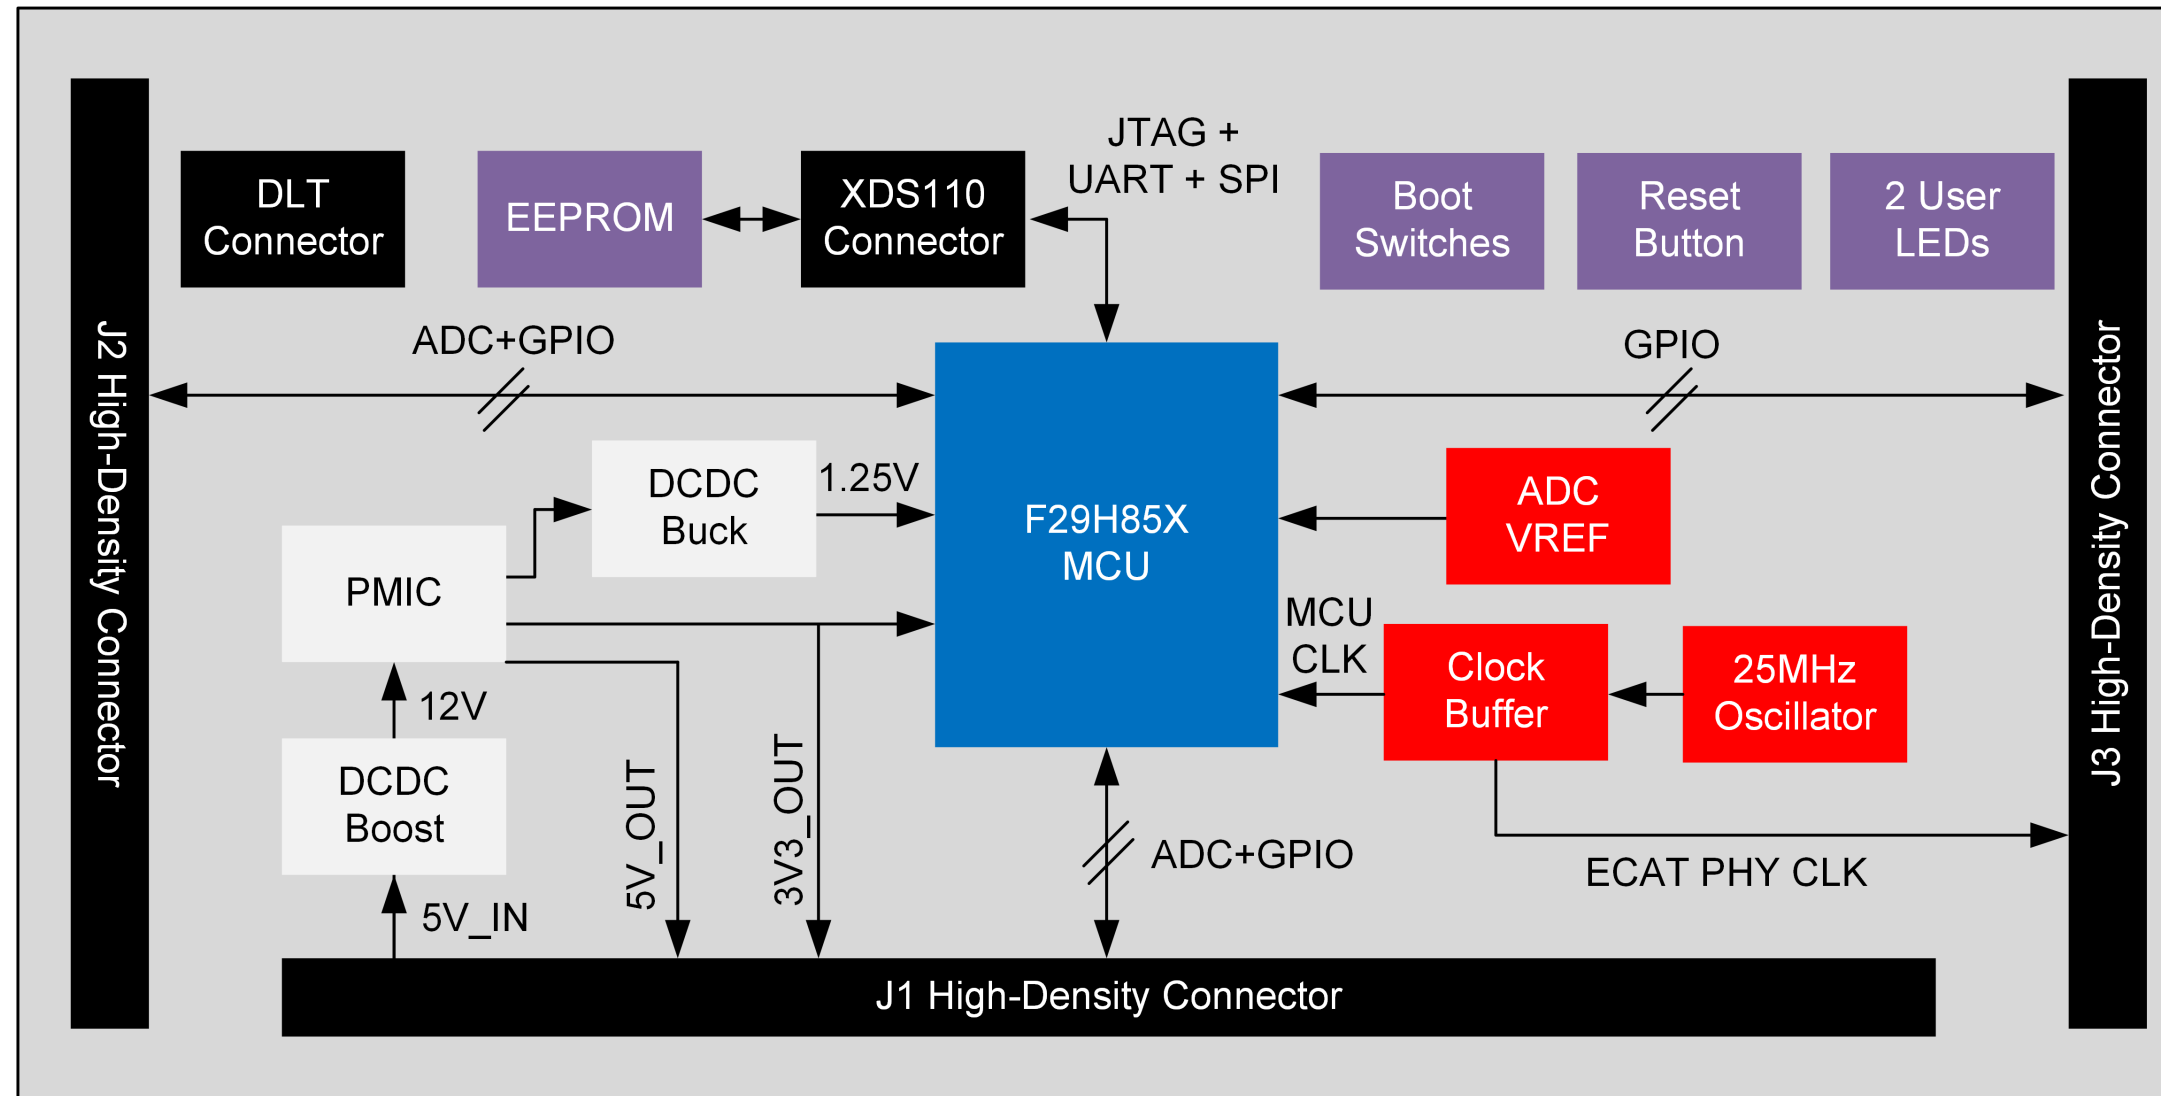 DLT
Connector
EEPROM
XDS110
Connector
JTAG +
UART + SPI
Boot
Switches
Reset
Button
2 User
LEDs
J2 High-Density Connector
ADC+GPIO
GPIO
J3 High-Density Connector
DCDC
Buck
1.25V
F29H85X
MCU
ADC
VREF
PMIC
MCU
CLK
Clock
Buffer
25MHz
Oscillator
12V
DCDC
Boost
5V_OUT
3V3_OUT
ADC+GPIO
ECAT PHY CLK
5V_IN
J1 High-Density Connector